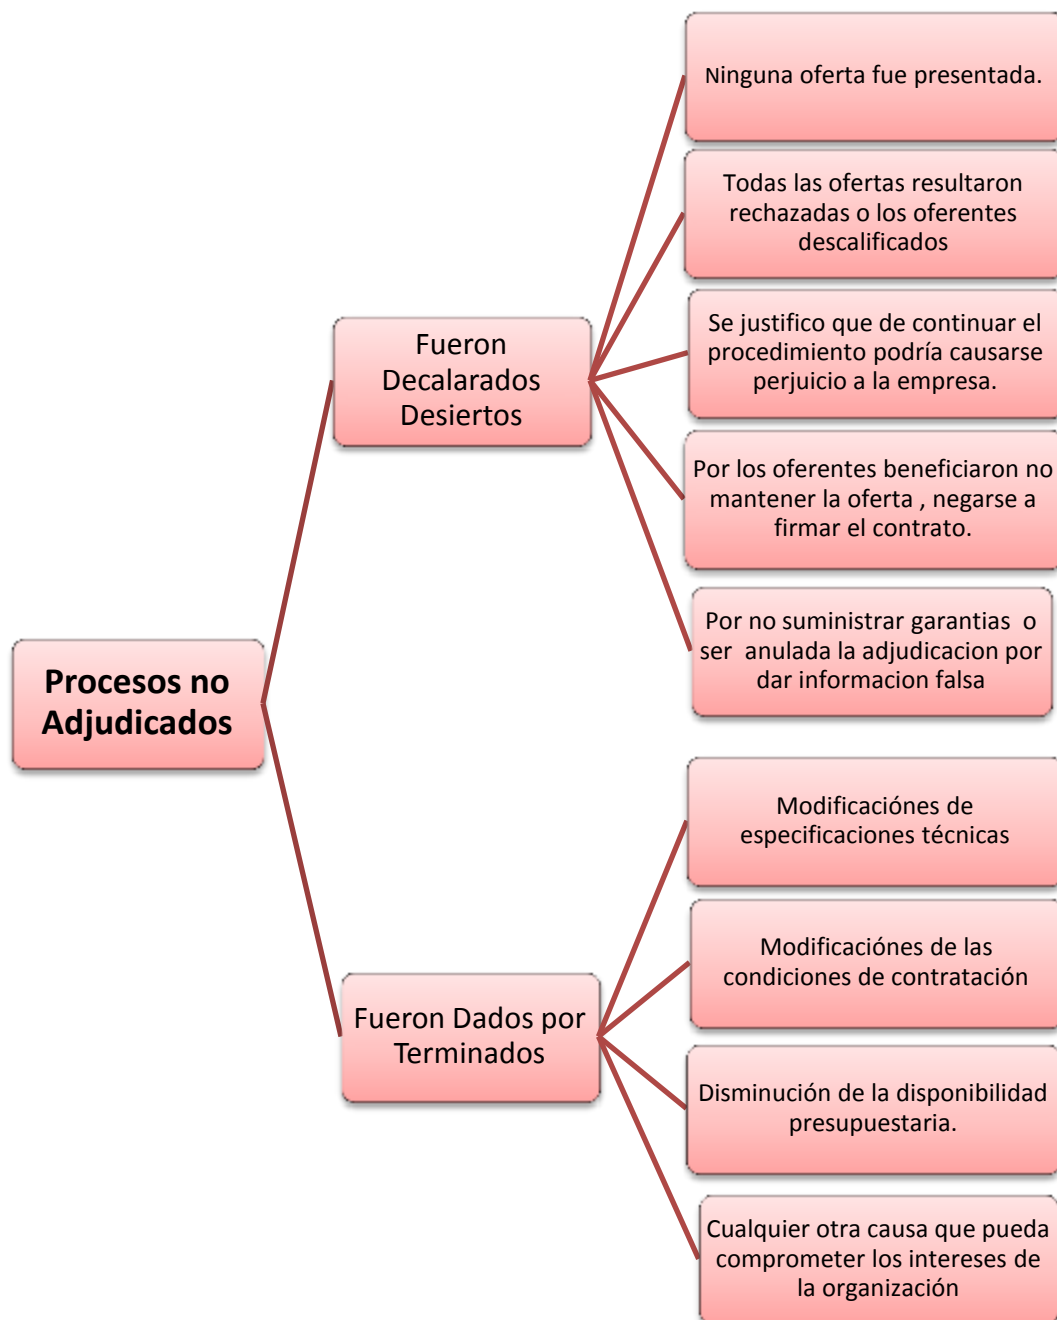 Ninguna oferta fue presentada.
Todas las ofertas resultaron
rechazadas o los oferentes
descalificados
Se justifico que de continuar el
procedimiento podría causarse
perjuicio a la empresa.
Fueron
Decalarados
Desiertos
Por los oferentes beneficiaron no
mantener la oferta , negarse a
firmar el contrato.
Por no suministrar garantias o
ser anulada la adjudicacion por
dar informacion falsa
Procesos no
Adjudicados
Modificaciónes de
especificaciones técnicas
Modificaciónes de las
condiciones de contratación
Fueron Dados por
Terminados
Disminución de la disponibilidad
presupuestaria.
Cualquier otra causa que pueda
comprometer los intereses de
la organización